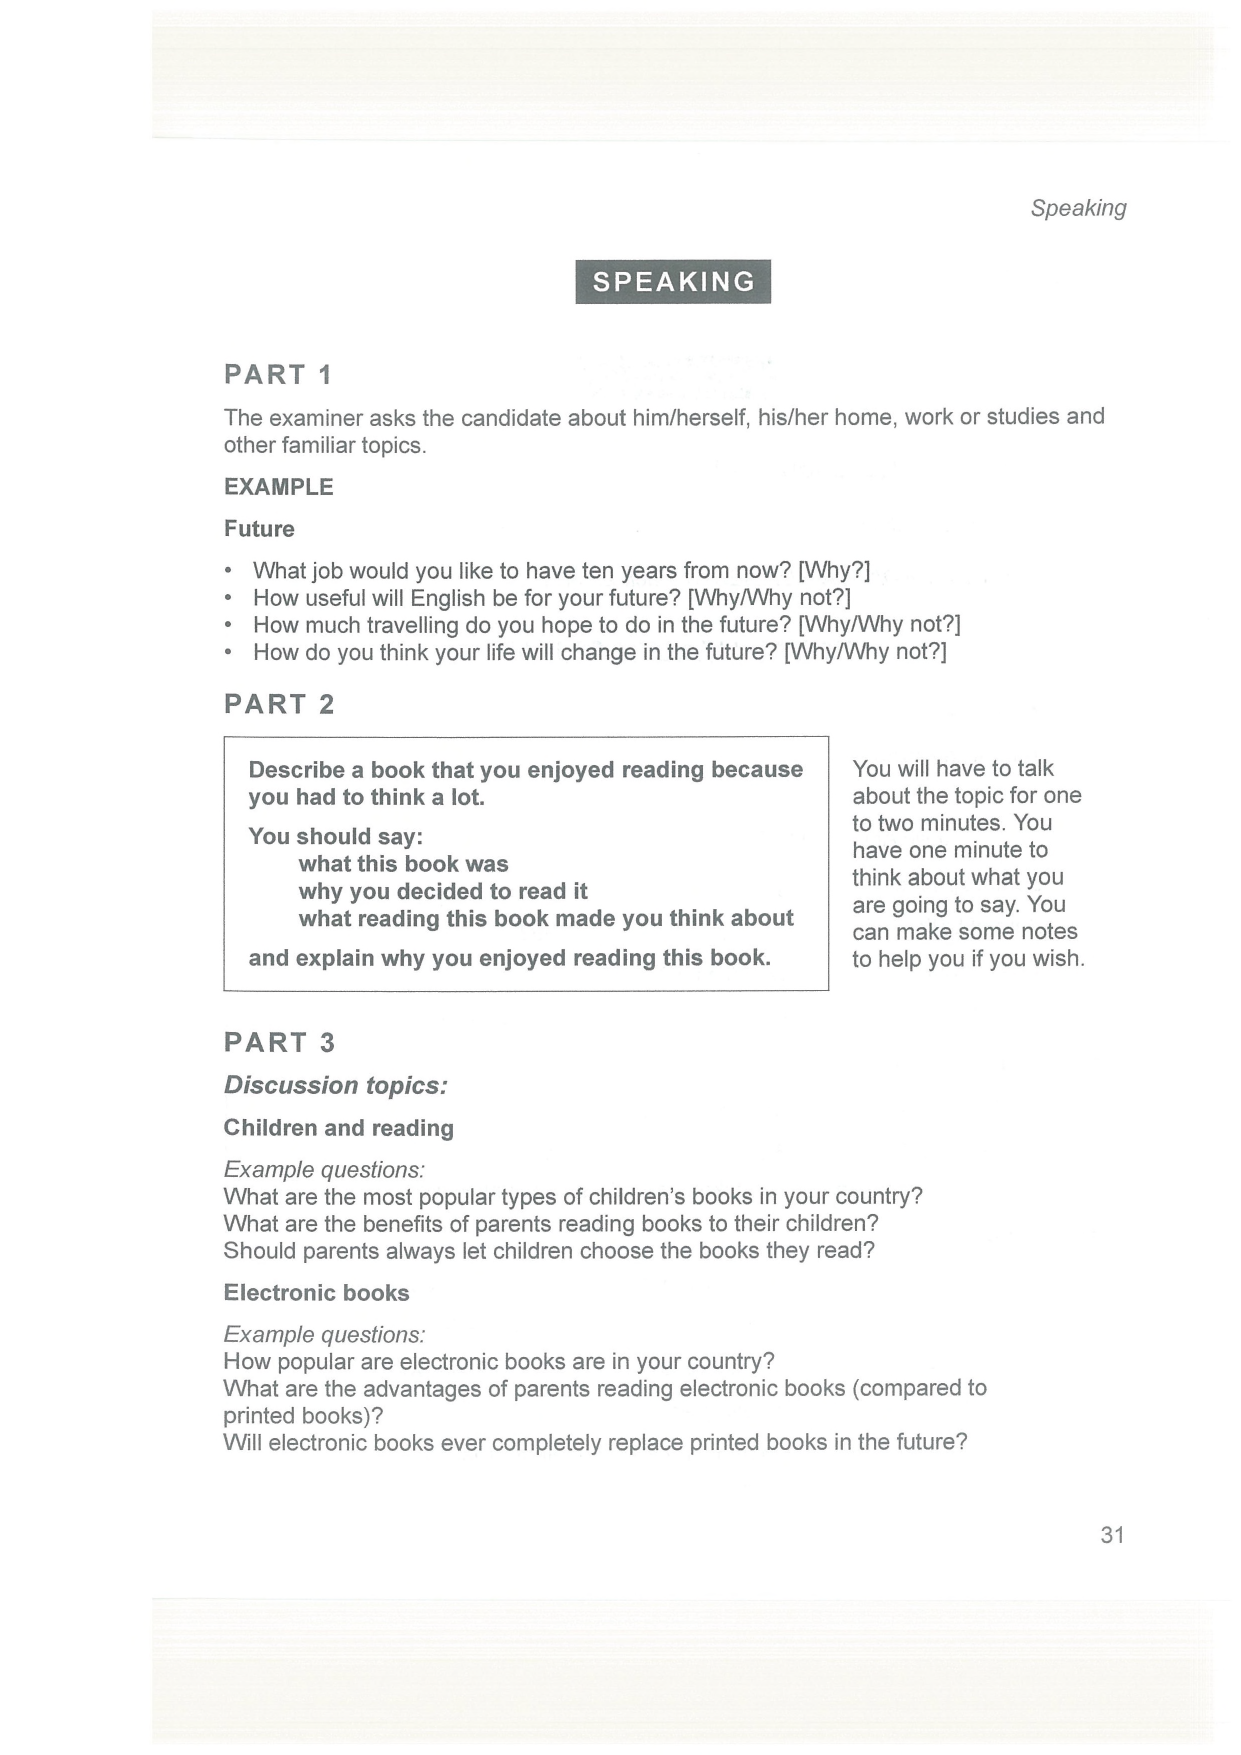 Speaking
SPEAKING
PART 1
The examiner asks the candidate about him/herself, his/her home, work or studies and
other familiar topics.
EXAMPLE
Future
• What job would you like to have ten years from now? [Why?]
• How useful will English be for your future? [Why/Why not?]
• How much travelling do you hope to do in the future? [Why/Why not?]
• How do you think your life will change in the future? [Why/Why not?]
PART 2
Describe a book that you enjoyed reading because
you had to think a lot.
You should say:
what this book was
why you decided to read it
what reading this book made you think about
and explain why you enjoyed reading this book.
You will have to talk
about the topic for one
to two minutes. You
have one minute to
think about what you
are going to say. You
can make some notes
to help you if you wish.
PART 3
Discussion topics:
Children and reading
Example questions:
What are the most popular types of children's books in your country?
What are the benefits of parents reading books to their children?
Should parents always let children choose the books they read?
Electronic books
Example questions:
How popular are electronic books are in your country?
What are the advantages of parents reading electronic books (compared to
printed books)?
Will electronic books ever completely replace printed books in the future?
31